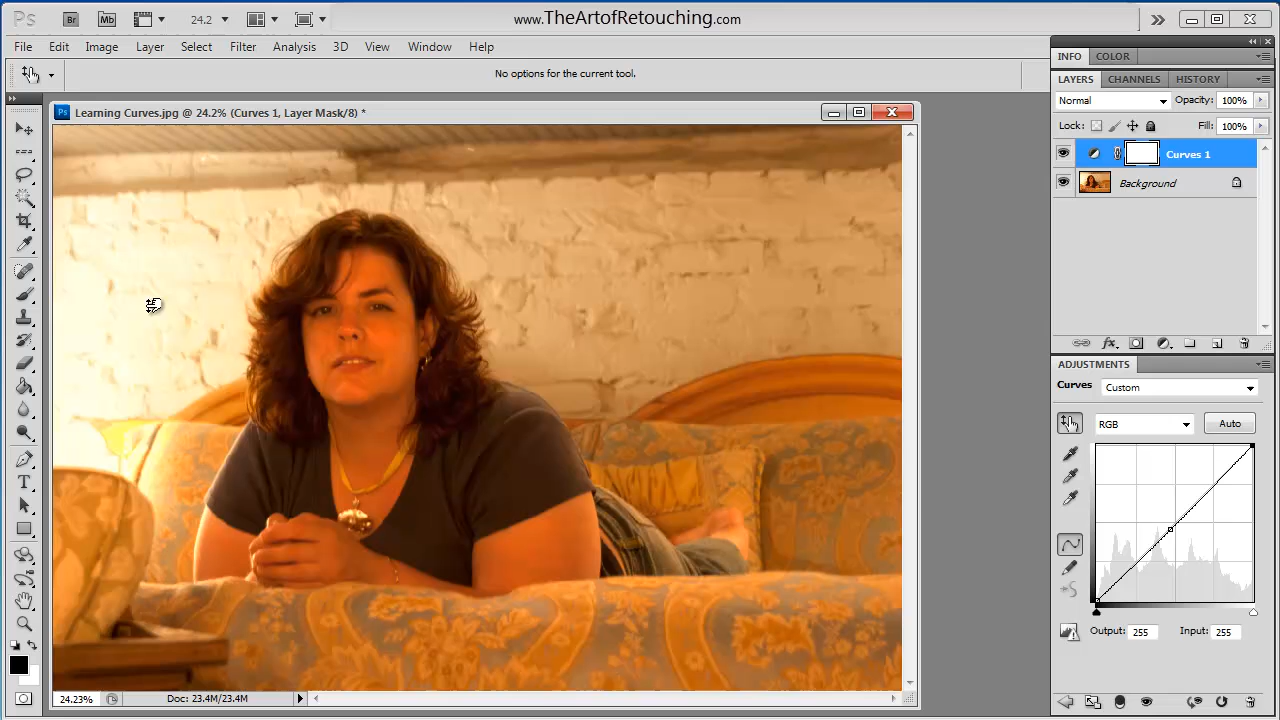 Ps Br Mb 24.2 www.TheArtofRetouching.com
File Edit Image Layer Select Filter Analysis 3D View Window Help
No options for the current tool.
INFO COLOR
LAYERS CHANNELS HISTORY
Normal Opacity: 100%
Lock: Fill: 100%
Curves 1
Background
Ps Learning Curves.jpg @ 24.2% (Curves 1, Layer Mask/8) *
ADJUSTMENTS
Curves Custom
RGB Auto
Output: 255 Input: 255
24.23% Doc: 23.4M/23.4M